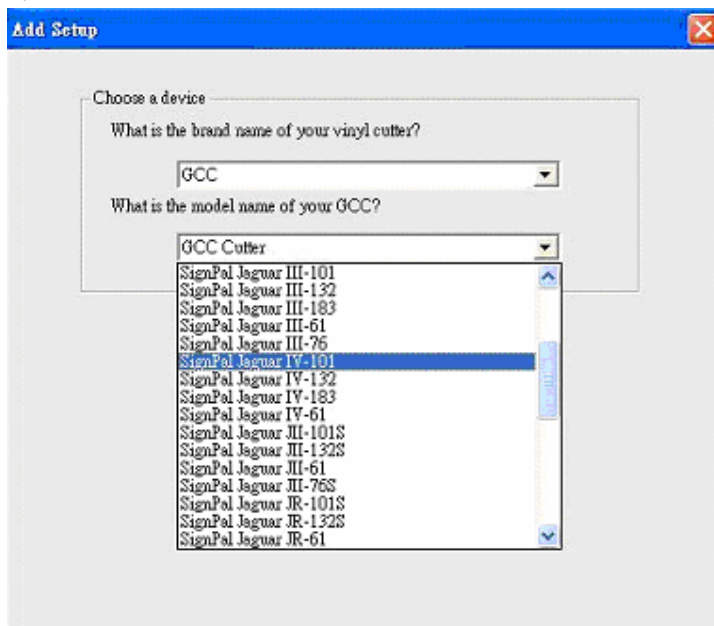 Add Setup
Choose a device
What is the brand name of your vinyl cutter?
GCC
What is the model name of your GCC?
GCC Cutter
SignPal Jaguar III-101
SignPal Jaguar III-132
SignPal Jaguar III-183
SignPal Jaguar III-61
SignPal Jaguar III-76
SignPal Jaguar IV-101
SignPal Jaguar IV-132
SignPal Jaguar IV-183
SignPal Jaguar IV-61
SignPal Jaguar JII-101S
SignPal Jaguar JII-132S
SignPal Jaguar JII-61
SignPal Jaguar JII-76S
SignPal Jaguar JR-101S
SignPal Jaguar JR-132S
SignPal Jaguar JR-61